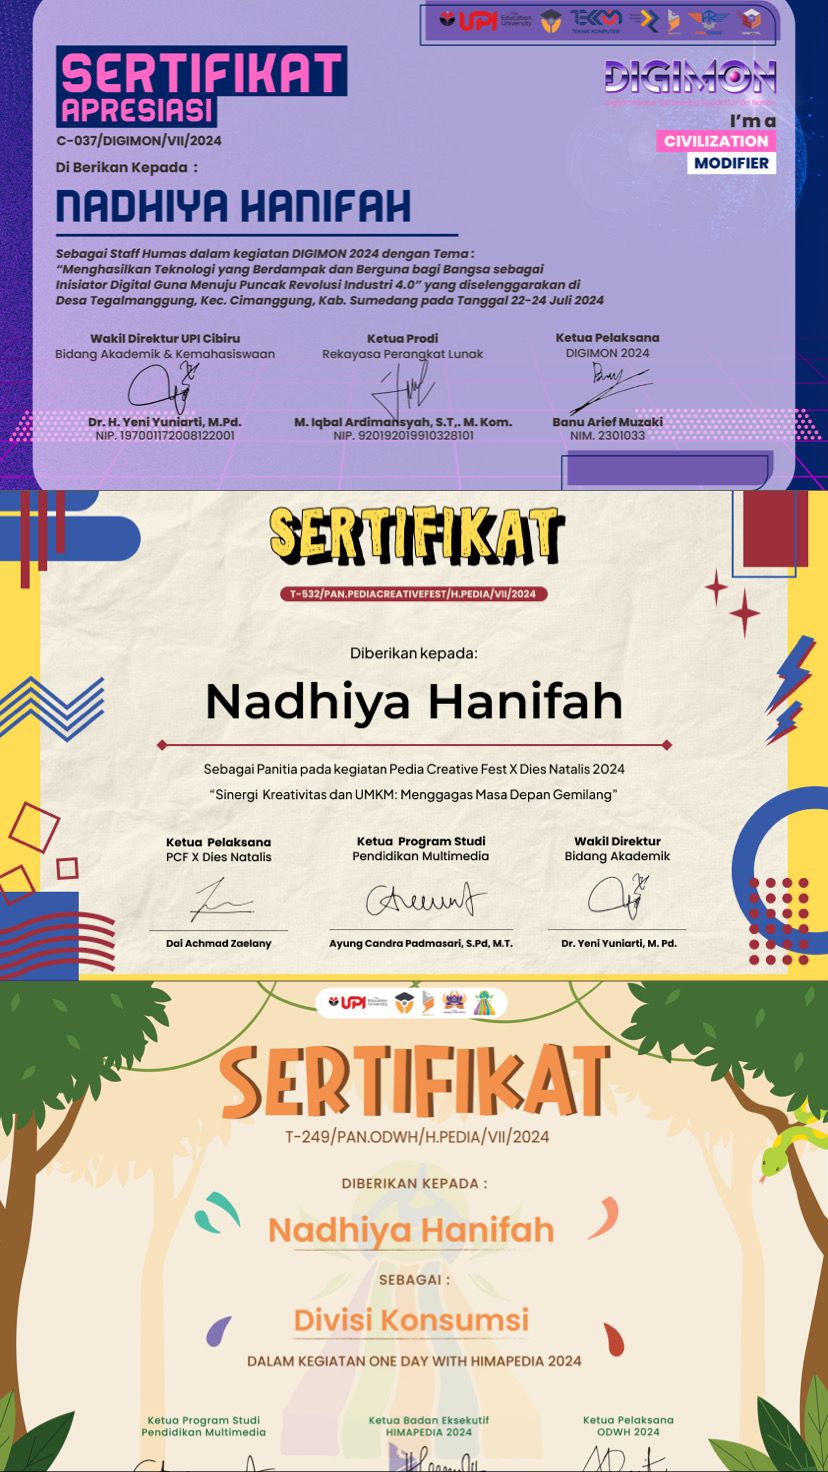 UPI The Education University TEKKOM TEKNIK KOMPUTER
SERTIFIKAT
APRESIASI
C-037/DIGIMON/VII/2024
DIGIMON
I'm a
CIVILIZATION
MODIFIER
Di Berikan Kepada :
NADHIYA HANIFAH
Sebagai Staff Humas dalam kegiatan DIGIMON 2024 dengan Tema :
"Menghasilkan Teknologi yang Berdampak dan Berguna bagi Bangsa sebagai
Inisiator Digital Guna Menuju Puncak Revolusi Industri 4.0" yang diselenggarakan di
Desa Tegalmanggung, Kec. Cimanggung, Kab. Sumedang pada Tanggal 22-24 Juli 2024
Wakil Direktur UPI Cibiru
Bidang Akademik & Kemahasiswaan
Dr. H. Yeni Yuniarti, M.Pd.
NIP. 197001172008122001
Ketua Prodi
Rekayasa Perangkat Lunak
M. Iqbal Ardimansyah, S.T,. M. Kom.
NIP. 920192019910328101
Ketua Pelaksana
DIGIMON 2024
Banu Arief Muzaki
NIM. 2301033
SERTIFIKAT
T-532/PAN.PEDIACREATIVEFEST/H.PEDIA/VII/2024
Diberikan kepada:
Nadhiya Hanifah
Sebagai Panitia pada kegiatan Pedia Creative Fest X Dies Natalis 2024
"Sinergi Kreativitas dan UMKM: Menggagas Masa Depan Gemilang"
Ketua Pelaksana
PCF X Dies Natalis
Dai Achmad Zaelany
Ketua Program Studi
Pendidikan Multimedia
Ayung Candra Padmasari, S.Pd, M.T.
Wakil Direktur
Bidang Akademik
Dr. Yeni Yuniarti, M. Pd.
UPI The Education University
SERTIFIKAT
T-249/PAN.ODWH/H.PEDIA/VII/2024
DIBERIKAN KEPADA :
Nadhiya Hanifah
SEBAGAI :
Divisi Konsumsi
DALAM KEGIATAN ONE DAY WITH HIMAPEDIA 2024
Ketua Program Studi
Pendidikan Multimedia
Ketua Badan Eksekutif
HIMAPEDIA 2024
Ketua Pelaksana
ODWH 2024